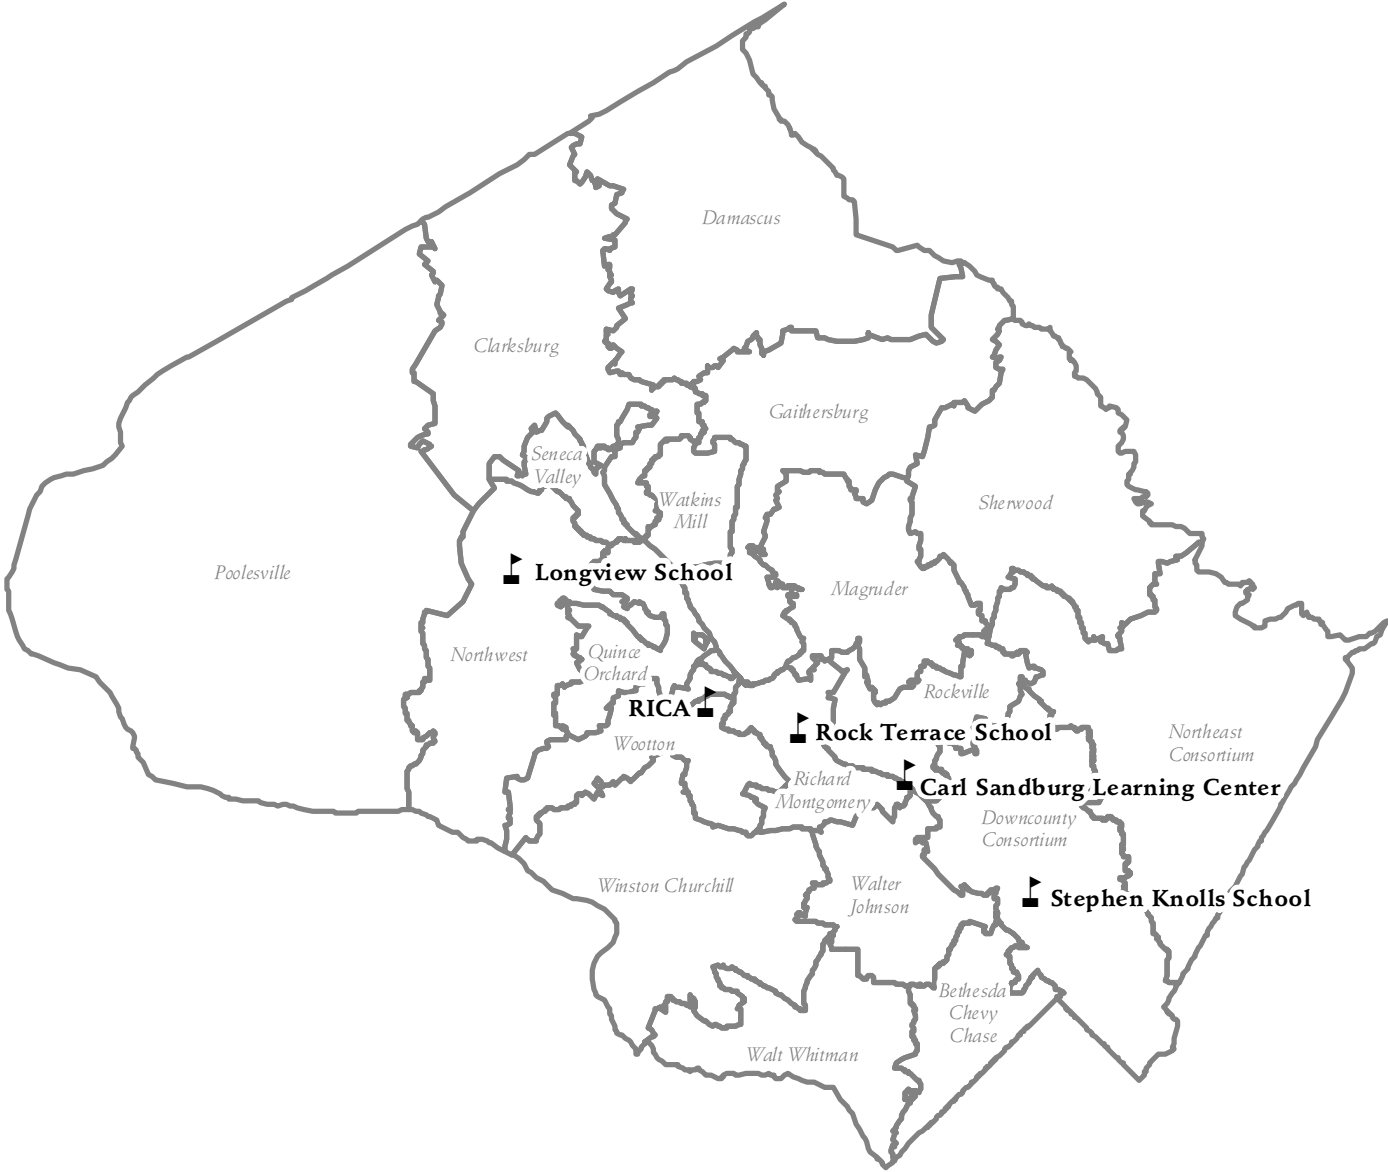 Damascus
Clarksburg
Gaithersburg
Seneca
Valley
Watkins
Mill
Sherwood
Poolesville
Longview School
Magruder
Northwest
Quince
Orchard
Rockville
RICA
Rock Terrace School
Northeast
Consortium
Wootton
Richard
Montgomery
Carl Sandburg Learning Center
Downcounty
Consortium
Winston Churchill
Walter
Johnson
Stephen Knolls School
Bethesda
Chevy
Chase
Walt Whitman